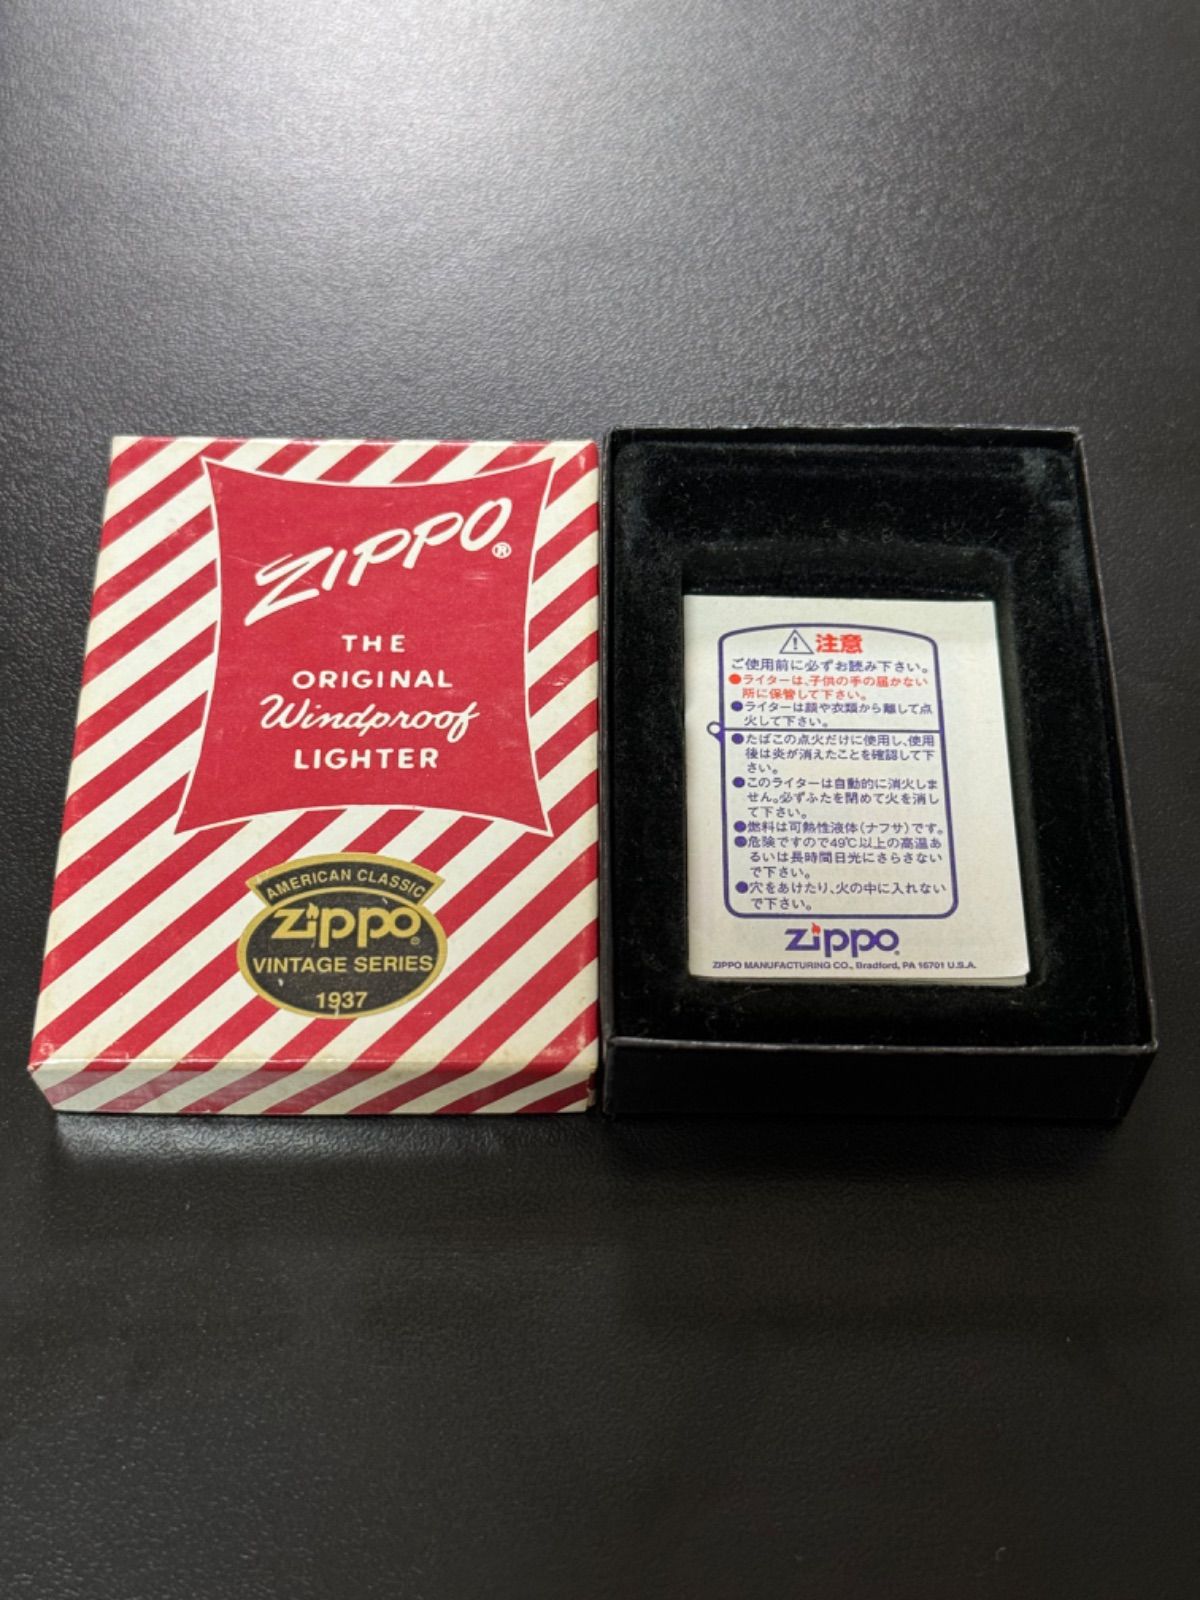 ZIPPO®
THE
ORIGINAL
Windproof
LIGHTER
AMERICAN CLASSIC
zippo®
VINTAGE SERIES
1937
⚠注意
ご使用前に必ずお読み下さい。
●ライターは、子供の手の届かない
所に保管して下さい。
●ライターは顔や衣類から離して点
火して下さい。
●たばこの点火だけに使用し、使用
後は炎が消えたことを確認して下
さい。
●このライターは自動的に消火しま
せん。必ずふたを閉めて火を消し
て下さい。
●燃料は可熱性液体(ナフサ)です。
●危険ですので49℃以上の高温あ
るいは長時間日光にさらさない
で下さい。
●穴をあけたり、火の中に入れない
で下さい。
zippo®
ZIPPO MANUFACTURING CO., Bradford, PA 16701 U.S.A.